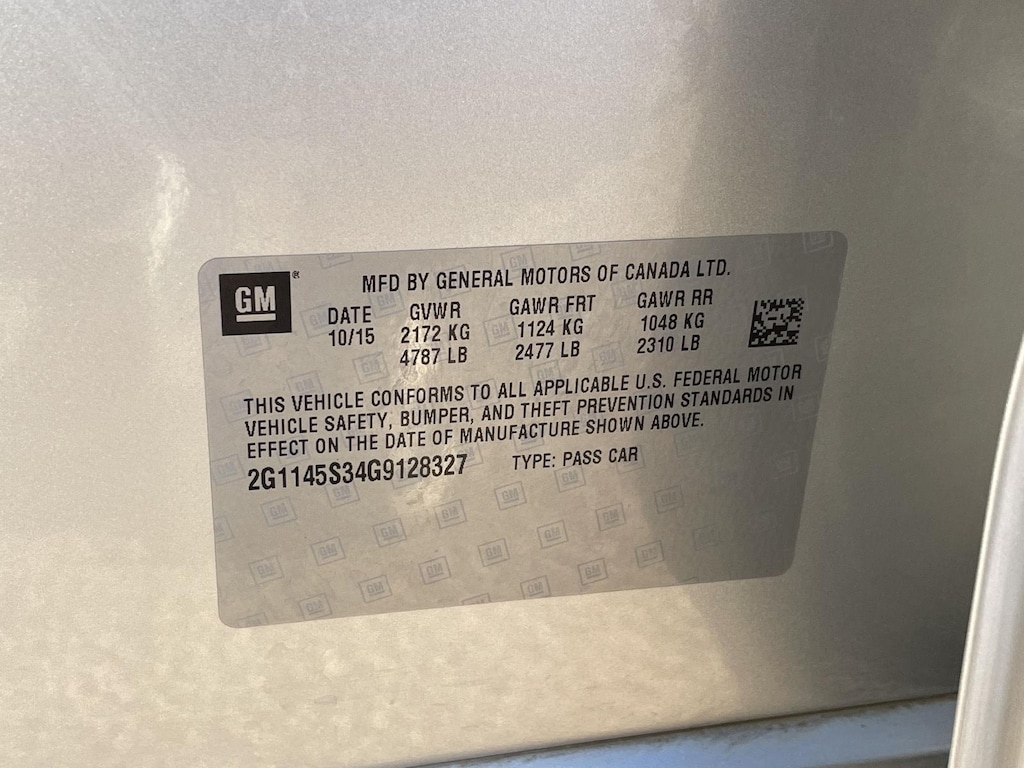 GM ®
MFD BY GENERAL MOTORS OF CANADA LTD.
DATE GVWR GAWR FRT GAWR RR
10/15 2172 KG 1124 KG 1048 KG
4787 LB 2477 LB 2310 LB
THIS VEHICLE CONFORMS TO ALL APPLICABLE U.S. FEDERAL MOTOR
VEHICLE SAFETY, BUMPER, AND THEFT PREVENTION STANDARDS IN
EFFECT ON THE DATE OF MANUFACTURE SHOWN ABOVE.
2G1145S34G9128327 TYPE: PASS CAR